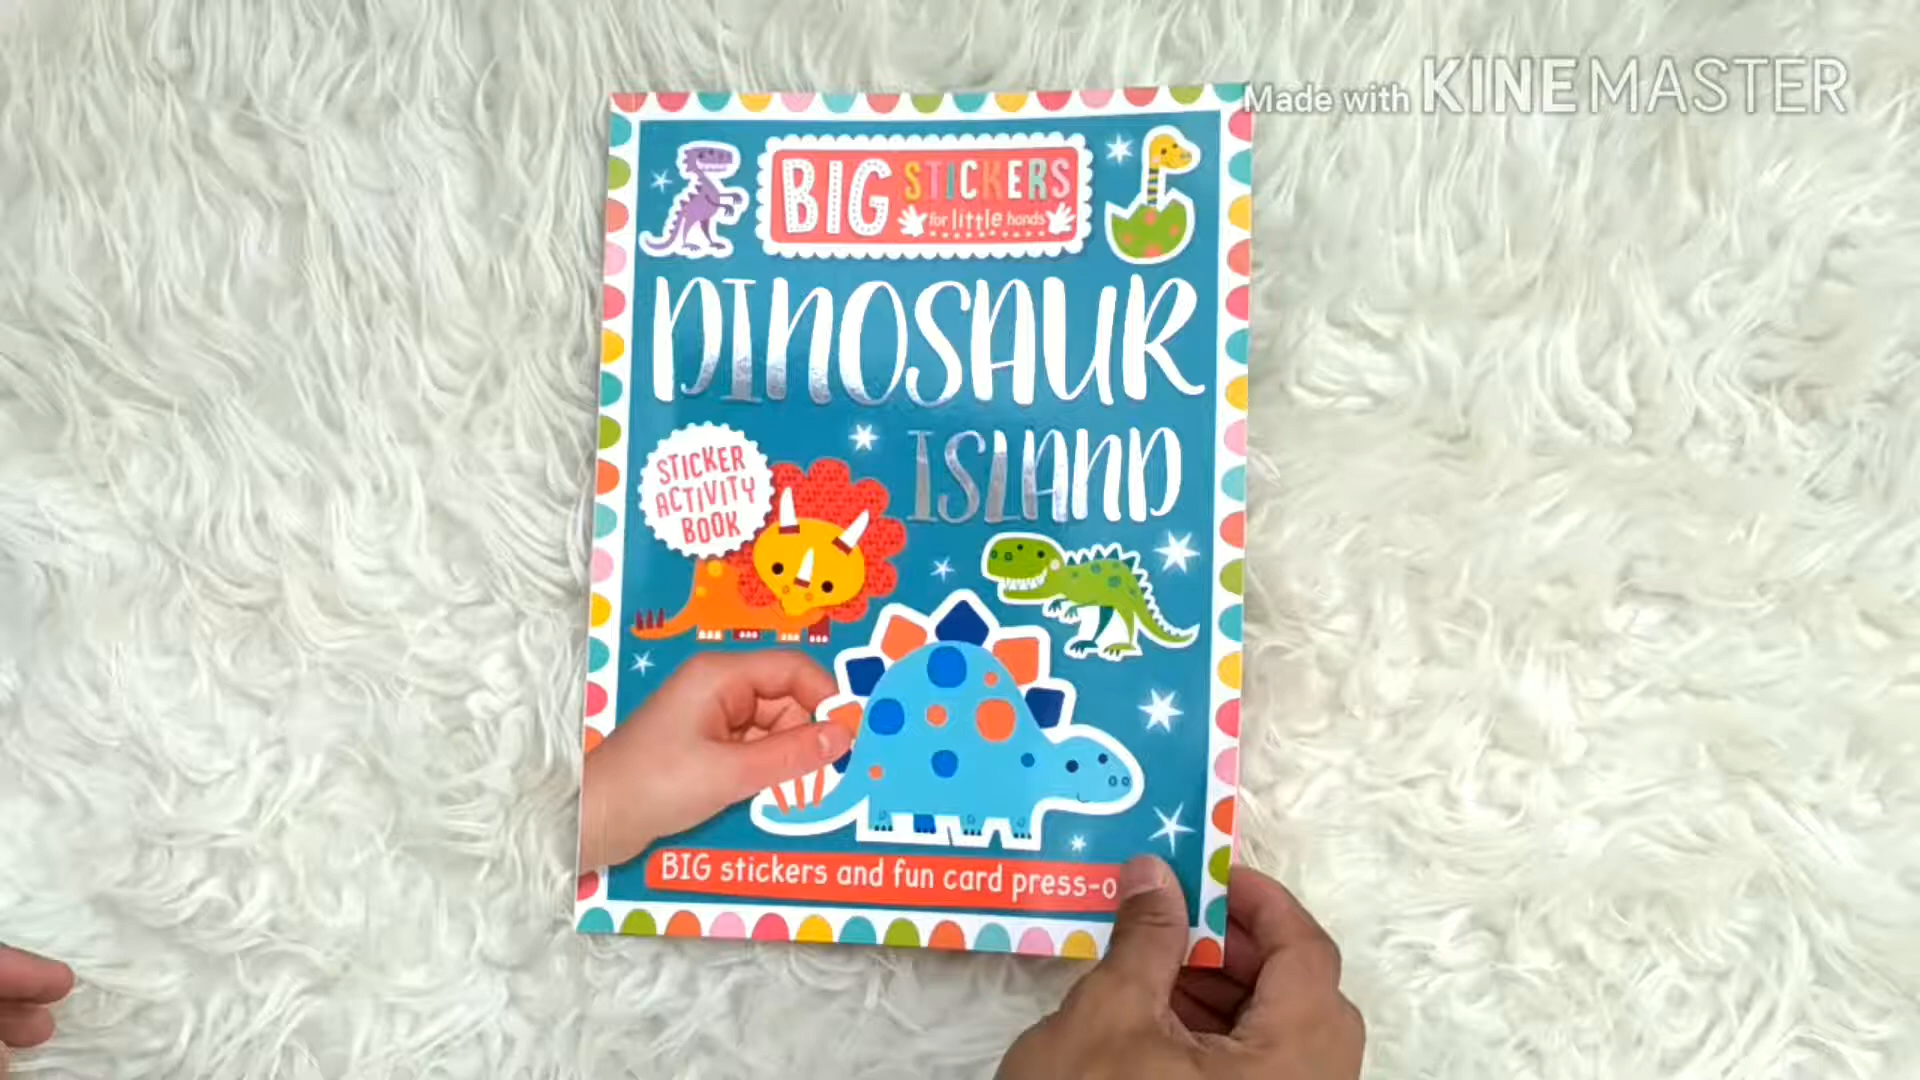 Made with KINEMASTER
BIG STICKERS
for little hands
DINOSAUR
ISLAND
STICKER
ACTIVITY
BOOK
BIG stickers and fun card press-o